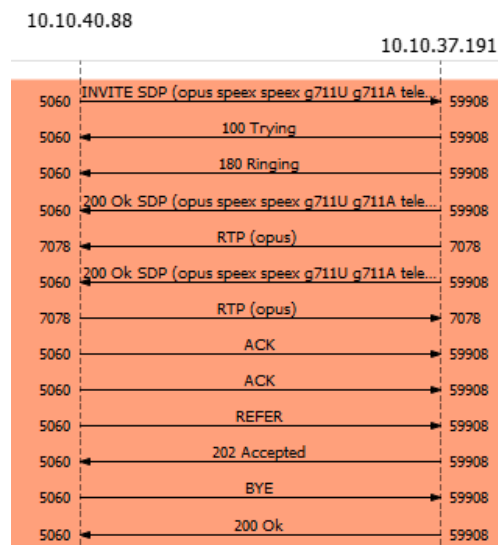 10.10.40.88
10.10.37.191
5060 INVITE SDP (opus speex speex g711U g711A tele... 59908
5060 100 Trying 59908
5060 180 Ringing 59908
5060 200 Ok SDP (opus speex speex g711U g711A tele... 59908
7078 RTP (opus) 7078
5060 200 Ok SDP (opus speex speex g711U g711A tele... 59908
7078 RTP (opus) 7078
5060 ACK 59908
5060 ACK 59908
5060 REFER 59908
5060 202 Accepted 59908
5060 BYE 59908
5060 200 Ok 59908